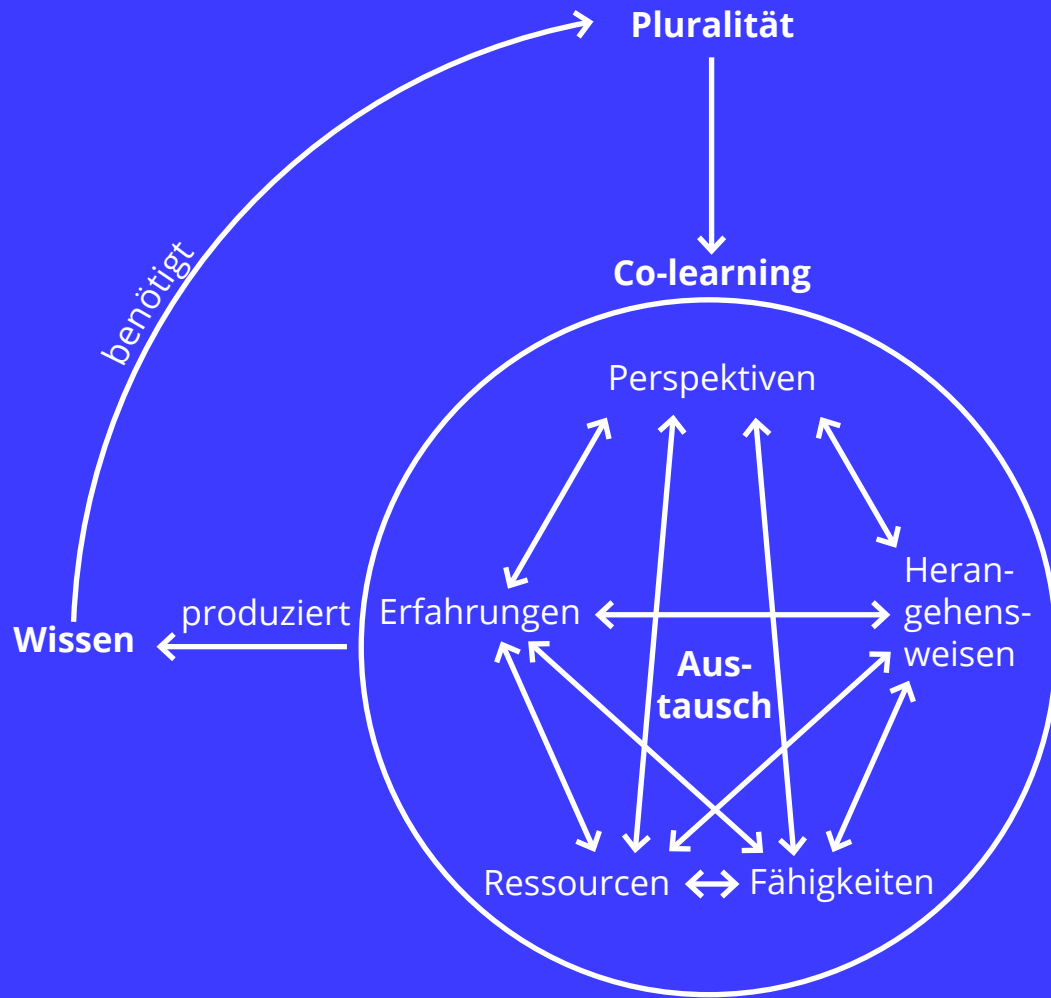 Pluralität
benötigt
Co-learning
Perspektiven
Heran-
gehens-
weisen
produziert
Erfahrungen
Wissen
Aus-
tausch
Ressourcen
Fähigkeiten